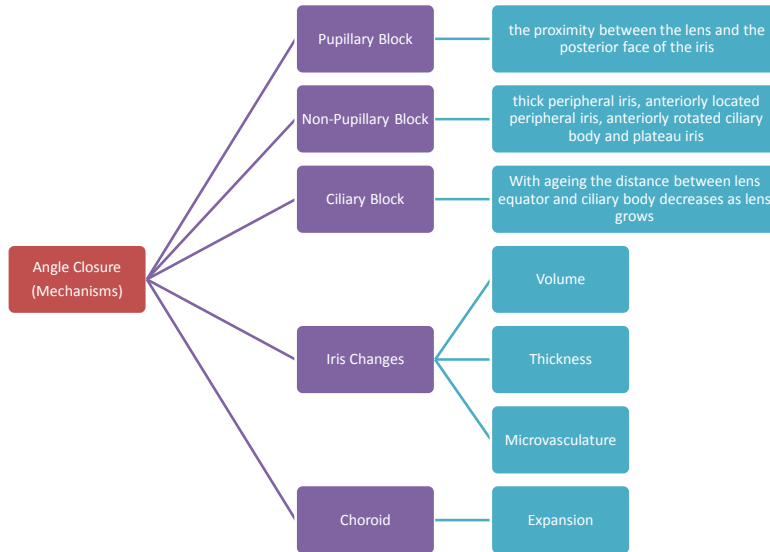 Pupillary Block
the proximity between the lens and the
posterior face of the iris
Non-Pupillary Block
thick peripheral iris, anteriorly located
peripheral iris, anteriorly rotated ciliary
body and plateau iris
Ciliary Block
With ageing the distance between lens
equator and ciliary body decreases as lens
grows
Angle Closure
(Mechanisms)
Iris Changes
Volume
Thickness
Microvasculature
Choroid
Expansion